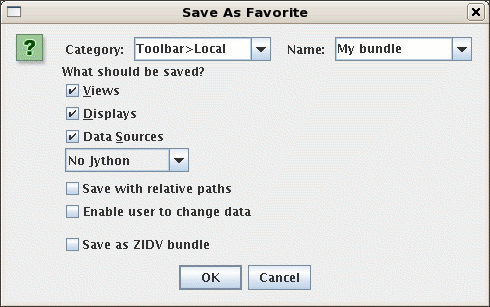 Save As Favorite
? Category: Toolbar>Local Name: My bundle
What should be saved?
Views
Displays
Data Sources
No Jython
Save with relative paths
Enable user to change data
Save as ZIDV bundle
OK Cancel